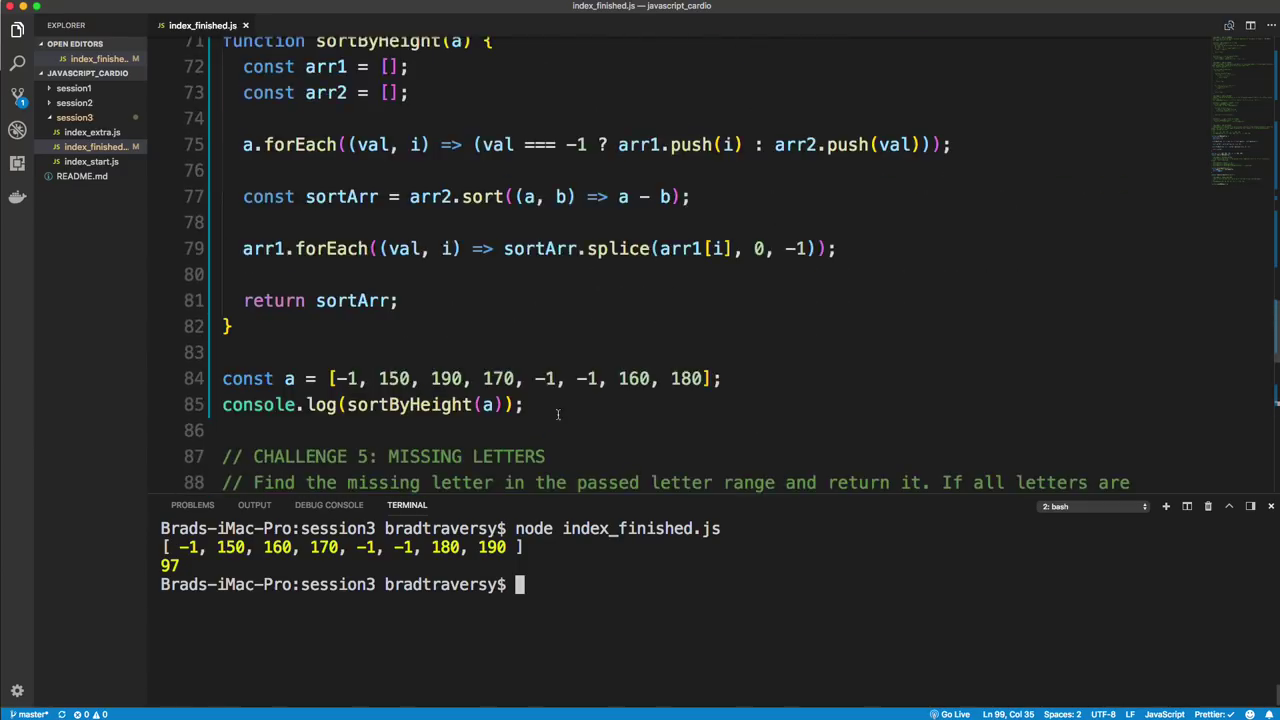 index_finished.js — javascript_cardio
EXPLORER
index_finished.js ×
OPEN EDITORS
index_finishe.. M
JAVASCRIPT_CARDIO
session1
session2
session3
index_extra.js
index_finished... M
index_start.js
README.md
1
71 function sortByHeight(a) {
72 const arr1 = [];
73 const arr2 = [];
74
75 a.forEach((val, i) => (val === -1 ? arr1.push(i) : arr2.push(val)));
76
77 const sortArr = arr2.sort((a, b) => a - b);
78
79 arr1.forEach((val, i) => sortArr.splice(arr1[i], 0, -1));
80
81 return sortArr;
82 }
83
84 const a = [-1, 150, 190, 170, -1, -1, 160, 180];
85 console.log(sortByHeight(a));
86
87 // CHALLENGE 5: MISSING LETTERS
88 // Find the missing letter in the passed letter range and return it. If all letters are
PROBLEMS OUTPUT DEBUG CONSOLE TERMINAL 2: bash
Brads-iMac-Pro:session3 bradtraversy$ node index_finished.js
[ -1, 150, 160, 170, -1, -1, 180, 190 ]
97
Brads-iMac-Pro:session3 bradtraversy$
master* 0 0 Go Live Ln 99, Col 35 Spaces: 2 UTF-8 LF JavaScript Prettier: ✓